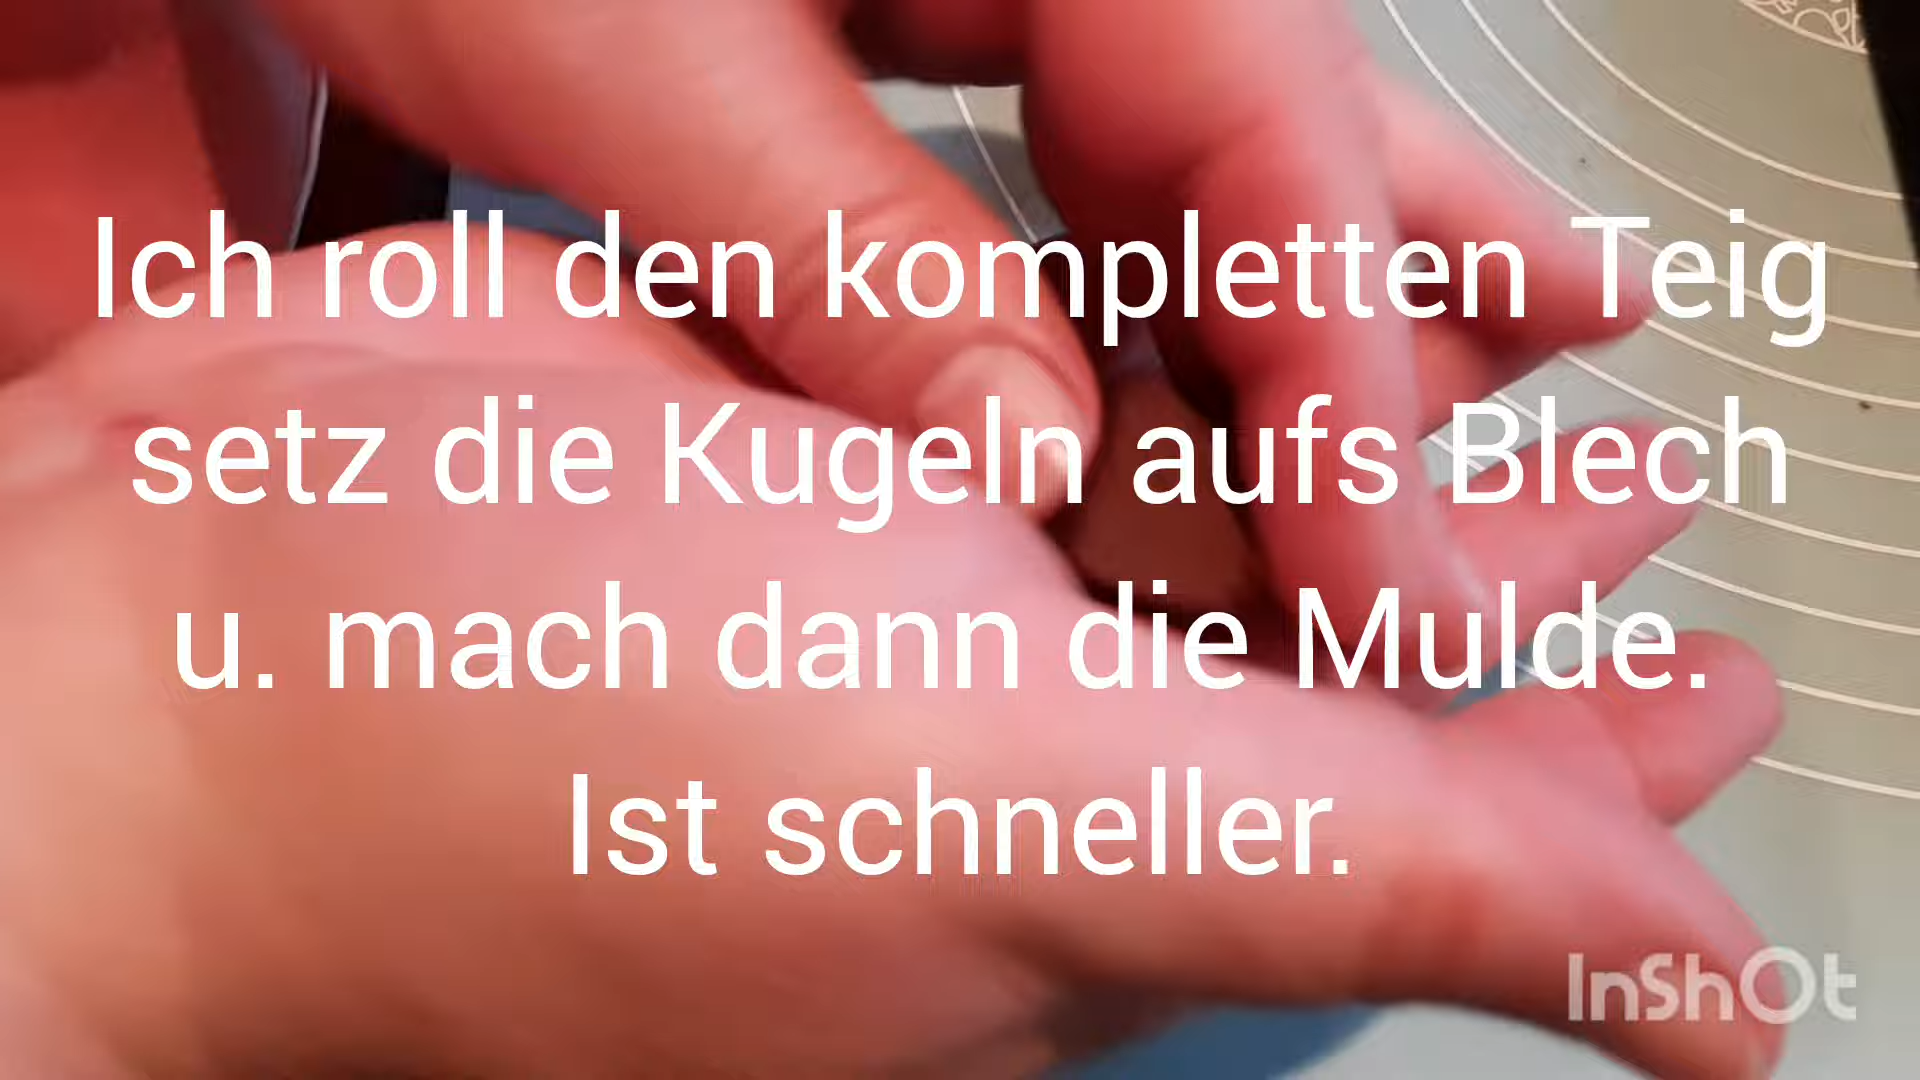 Ich roll den kompletten Teig
setz die Kugeln aufs Blech
u. mach dann die Mulde.
Ist schneller.
InShOt